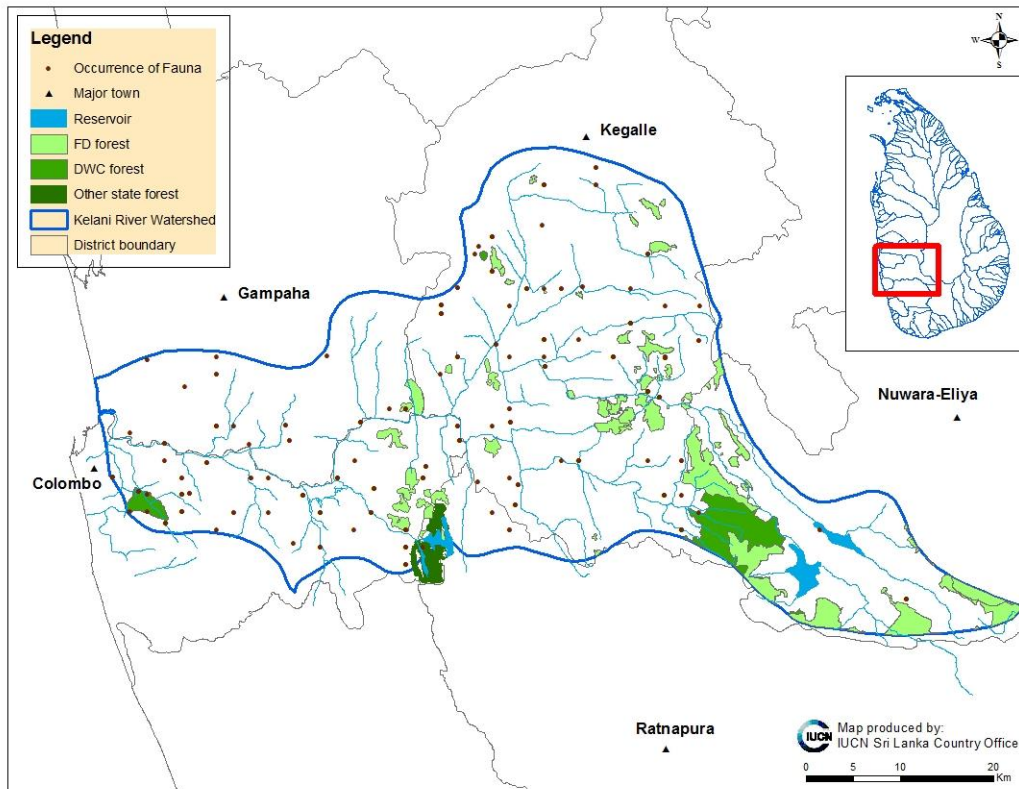 Legend
Occurrence of Fauna
Major town
Reservoir
FD forest
DWC forest
Other state forest
Kelani River Watershed
District boundary
N
W
S
Kegalle
Gampaha
Nuwara-Eliya
Colombo
Ratnapura
IUCN
Map produced by:
IUCN Sri Lanka Country Office
0 5 10 20
Km